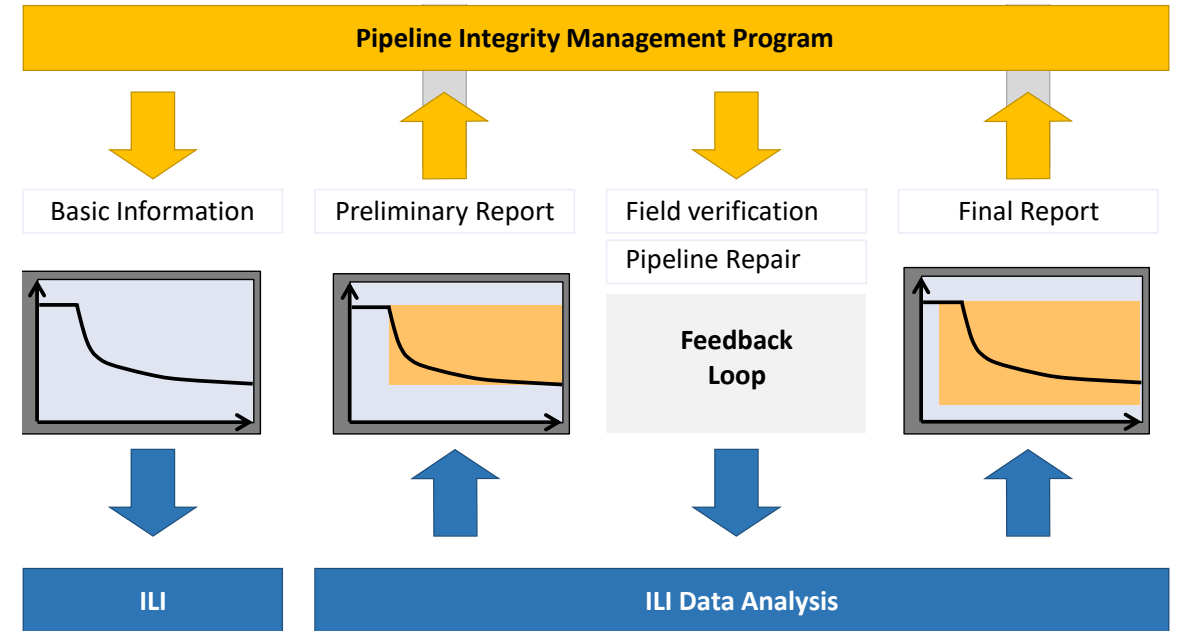 Pipeline Integrity Management Program
Basic Information
Preliminary Report
Field verification
Final Report
Pipeline Repair
Feedback
Loop
ILI
ILI Data Analysis